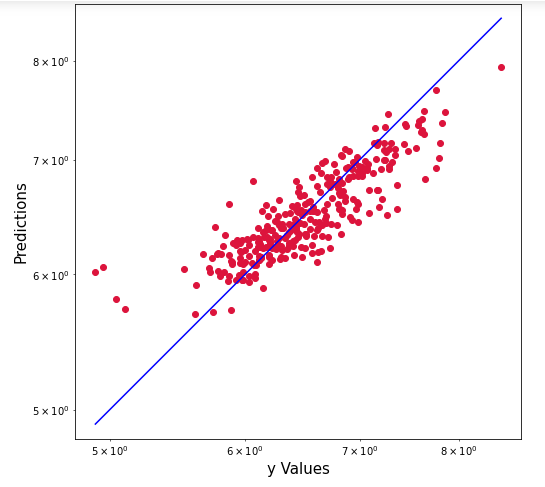 8 × 10⁰
7 × 10⁰
6 × 10⁰
5 × 10⁰
Predictions
5 × 10⁰ 6 × 10⁰ 7 × 10⁰ 8 × 10⁰
y Values